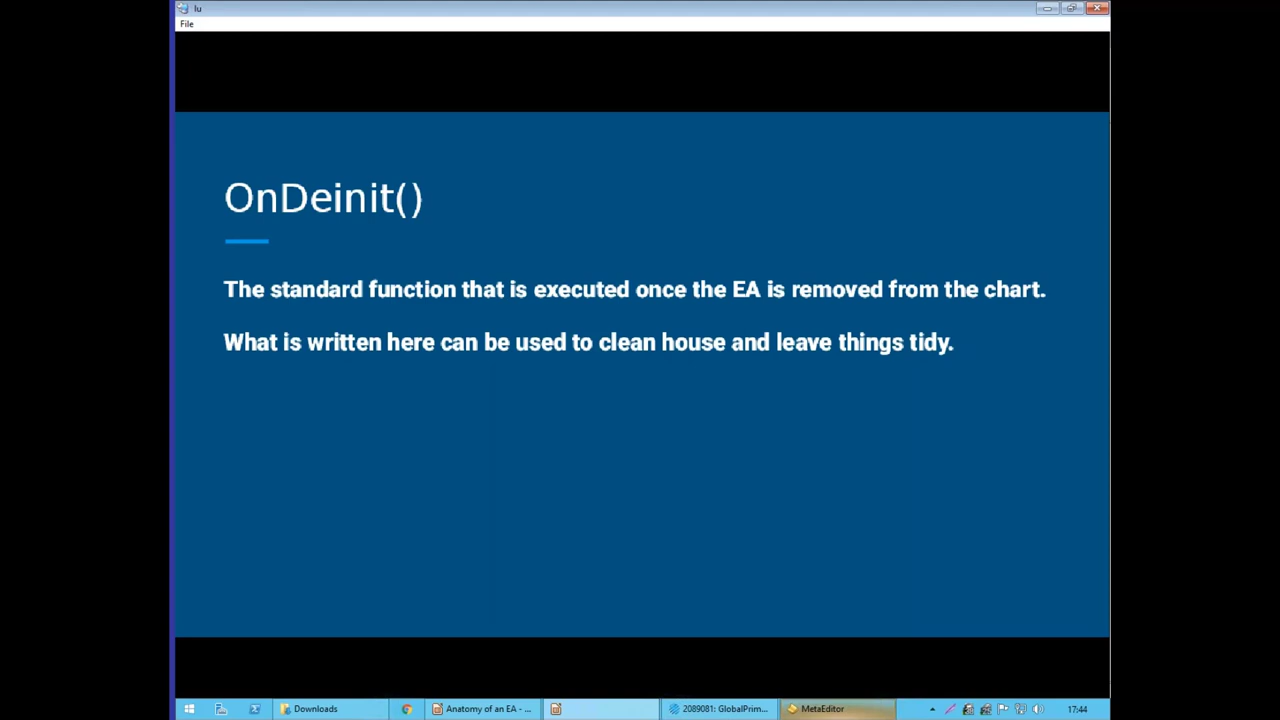 lu
File
OnDeinit()
The standard function that is executed once the EA is removed from the chart.
What is written here can be used to clean house and leave things tidy.
Downloads
Anatomy of an EA - ...
2089081: GlobalPrim...
MetaEditor
17:44